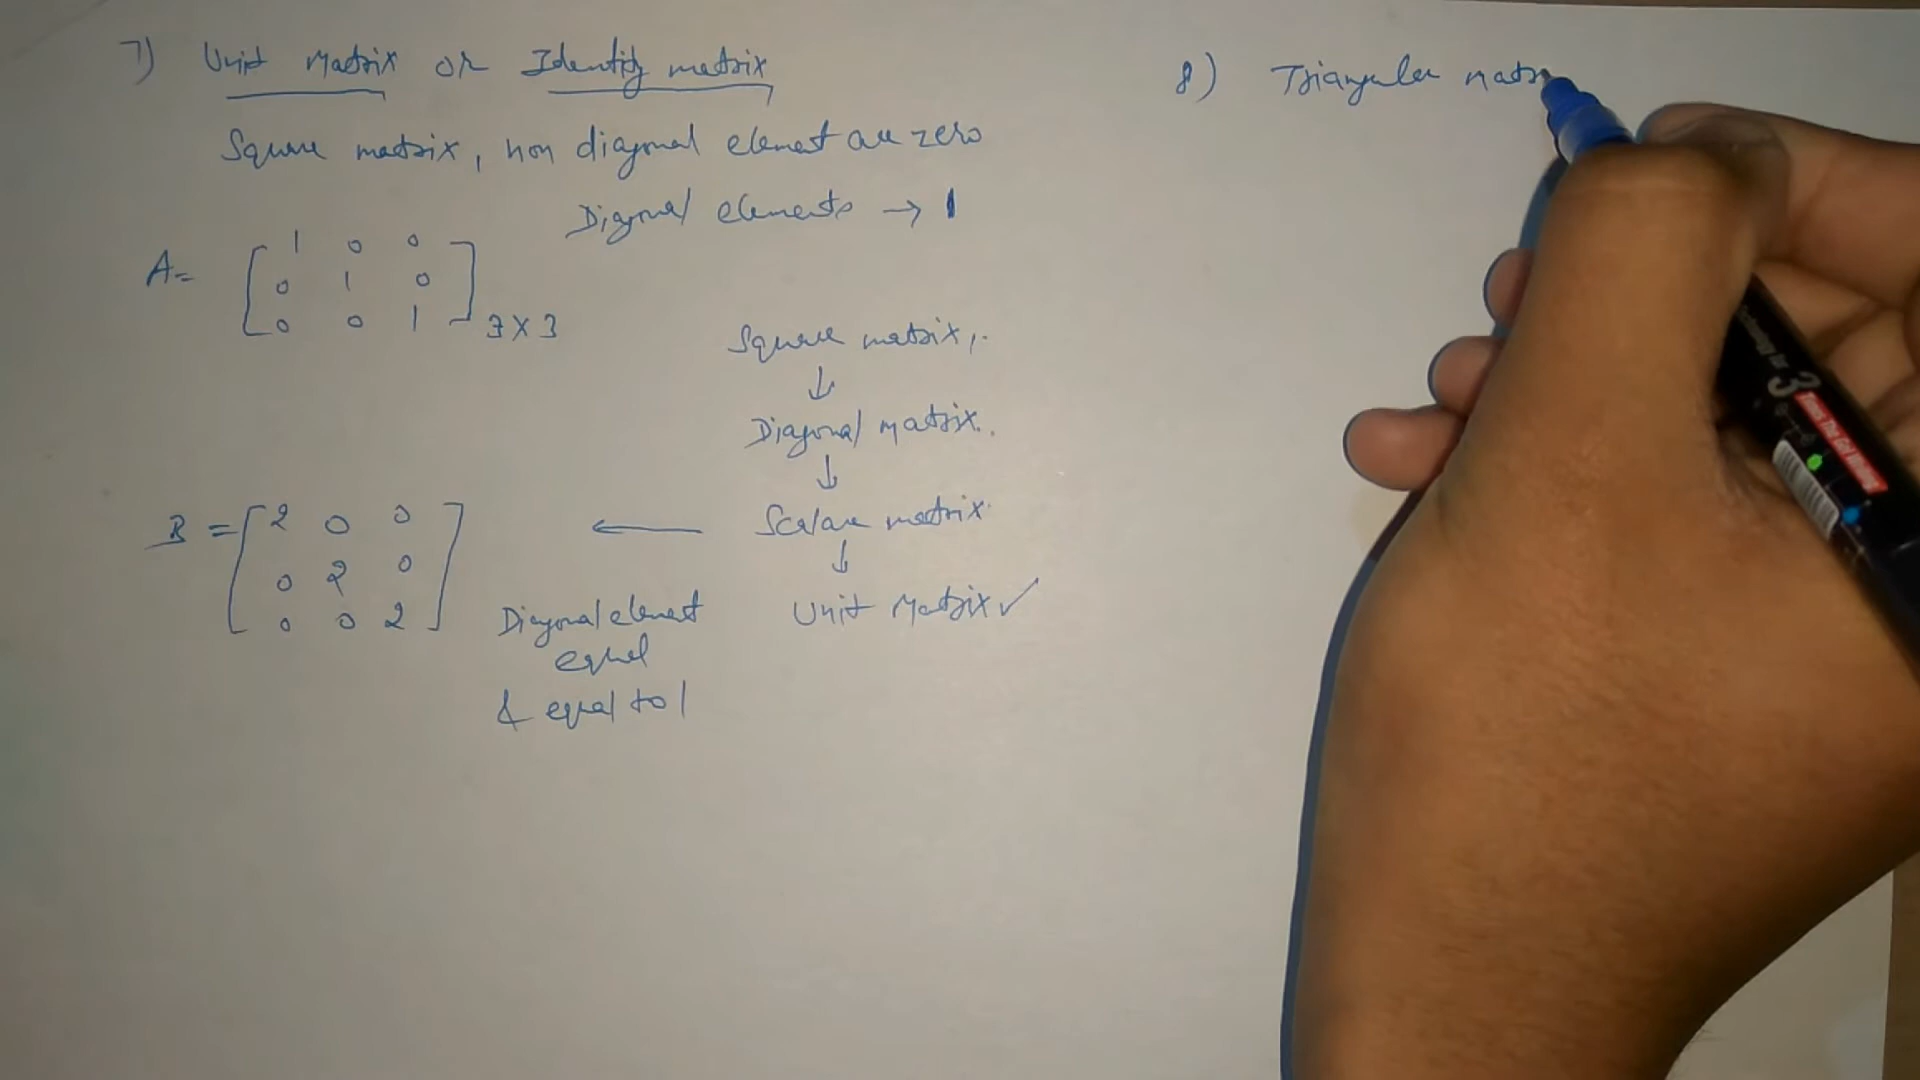 7) Unit Matrix or Identity matrix
Square matrix, non diagonal element are zero
Digonal elements → 1
A= [ 1 0 0
0 1 0
0 0 1 ] 3 X 3
Square matrix,
↓
Diagonal matrix.
↓
Scalar matrix
↓
Unit Matrix ✓
←
B = [ 2 0 0
0 2 0
0 0 2 ]
Diagonal element
equal
& equal to 1
8) Triangular matr
3